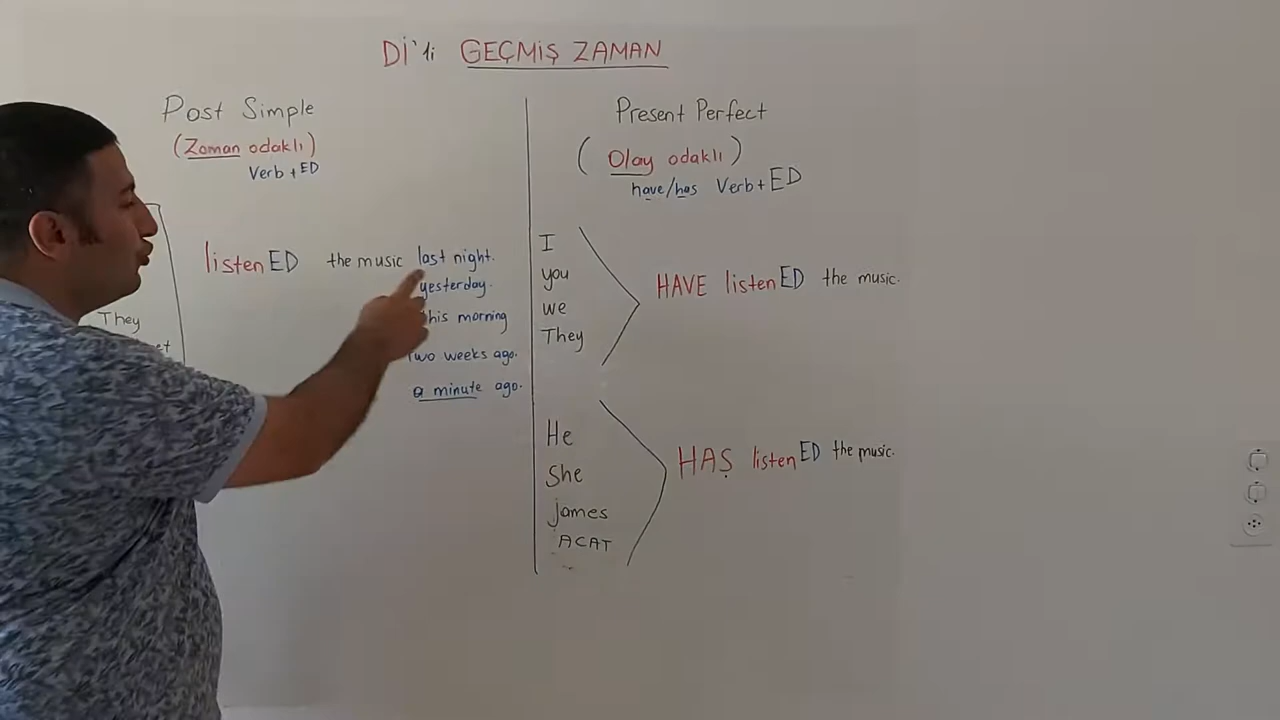 Dİ'li GEÇMİŞ ZAMAN
Past Simple
(Zaman odaklı)
Verb + ED
They
listenED the music last night.
yesterday.
this morning
Two weeks ago.
a minute ago.
Present Perfect
(Olay odaklı)
have/has Verb + ED
I
you
we
They
HAVE listenED the music.
He
She
james
ACAT
HAS listenED the music.